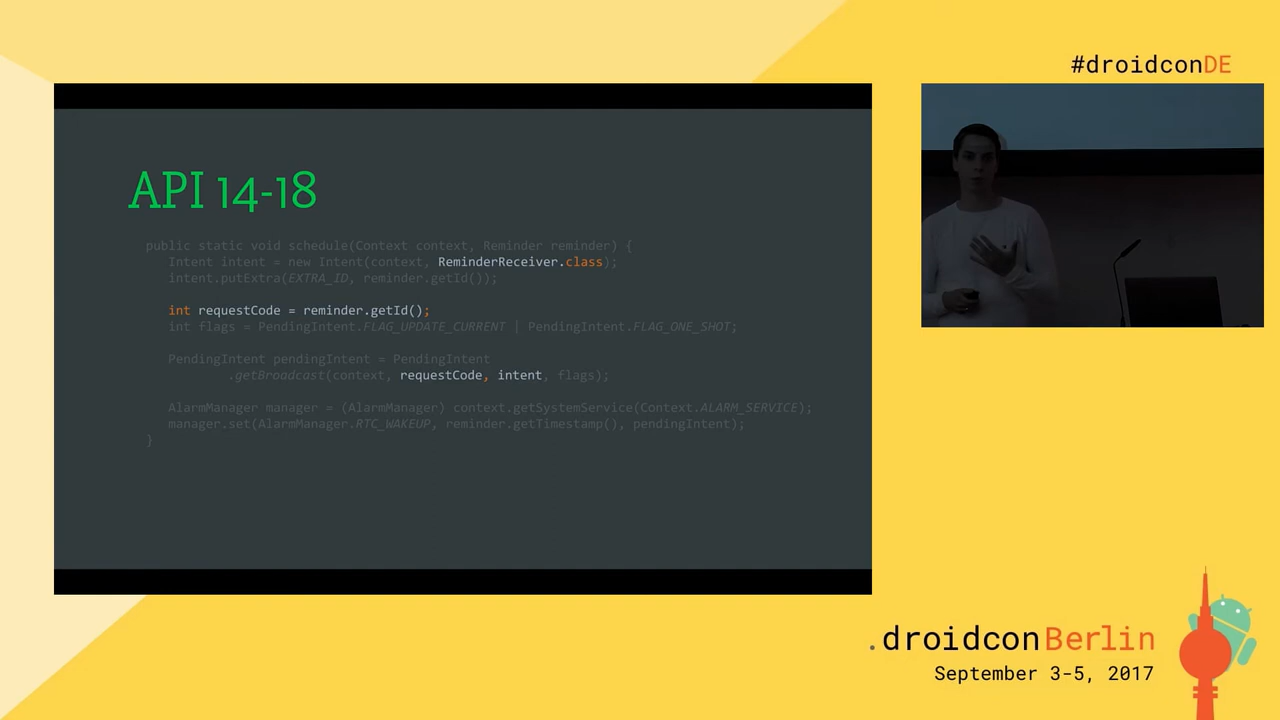 #droidconDE
API 14-18
public static void schedule(Context context, Reminder reminder) {
Intent intent = new Intent(context, ReminderReceiver.class);
intent.putExtra(EXTRA_ID, reminder.getId());
int requestCode = reminder.getId();
int flags = PendingIntent.FLAG_UPDATE_CURRENT | PendingIntent.FLAG_ONE_SHOT;
PendingIntent pendingIntent = PendingIntent
.getBroadcast(context, requestCode, intent, flags);
AlarmManager manager = (AlarmManager) context.getSystemService(Context.ALARM_SERVICE);
manager.set(AlarmManager.RTC_WAKEUP, reminder.getTimestamp(), pendingIntent);
}
.droidconBerlin
September 3-5, 2017